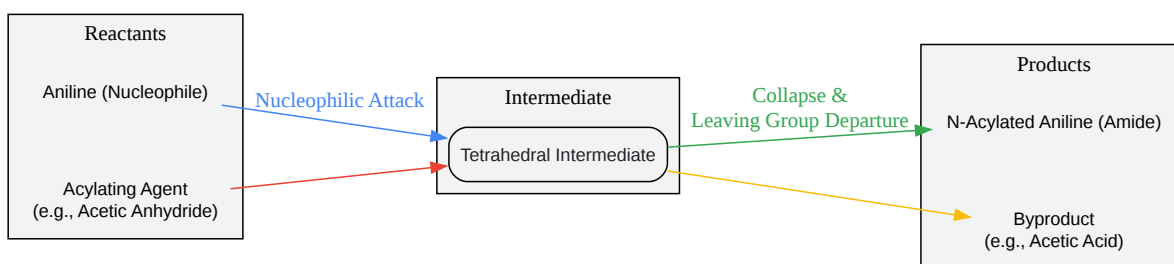 Reactants
Aniline (Nucleophile)
Acylating Agent
(e.g., Acetic Anhydride)
Nucleophilic Attack
Intermediate
Tetrahedral Intermediate
Collapse &
Leaving Group Departure
Products
N-Acylated Aniline (Amide)
Byproduct
(e.g., Acetic Acid)